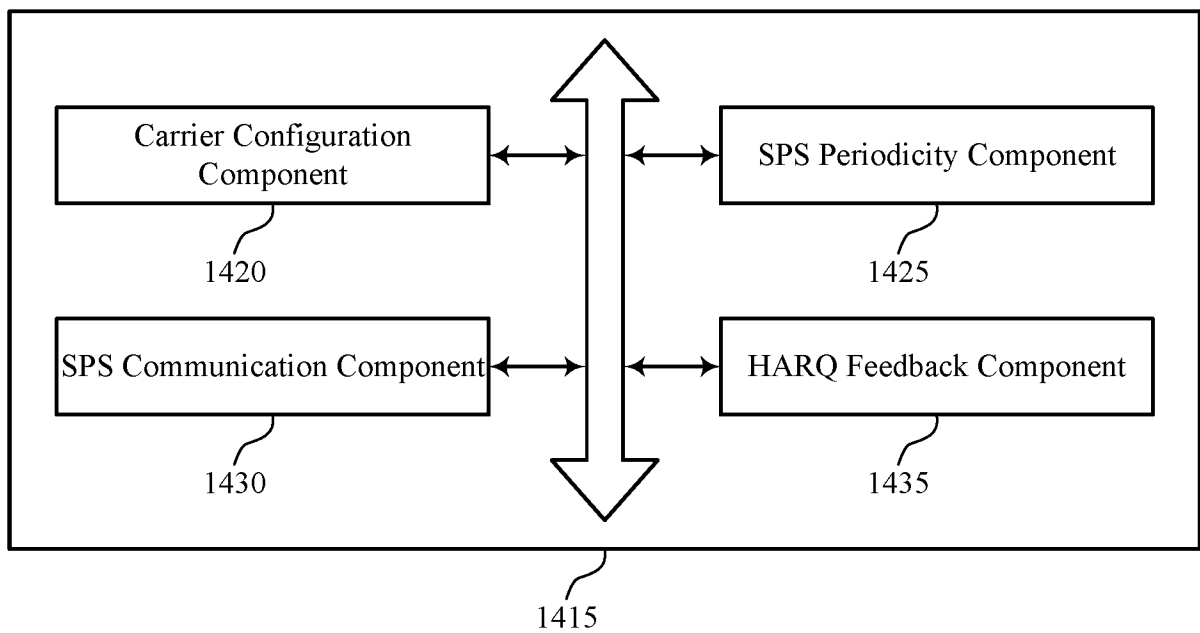 Carrier Configuration
Component
1420
SPS Periodicity Component
1425
SPS Communication Component
1430
HARQ Feedback Component
1435
1415